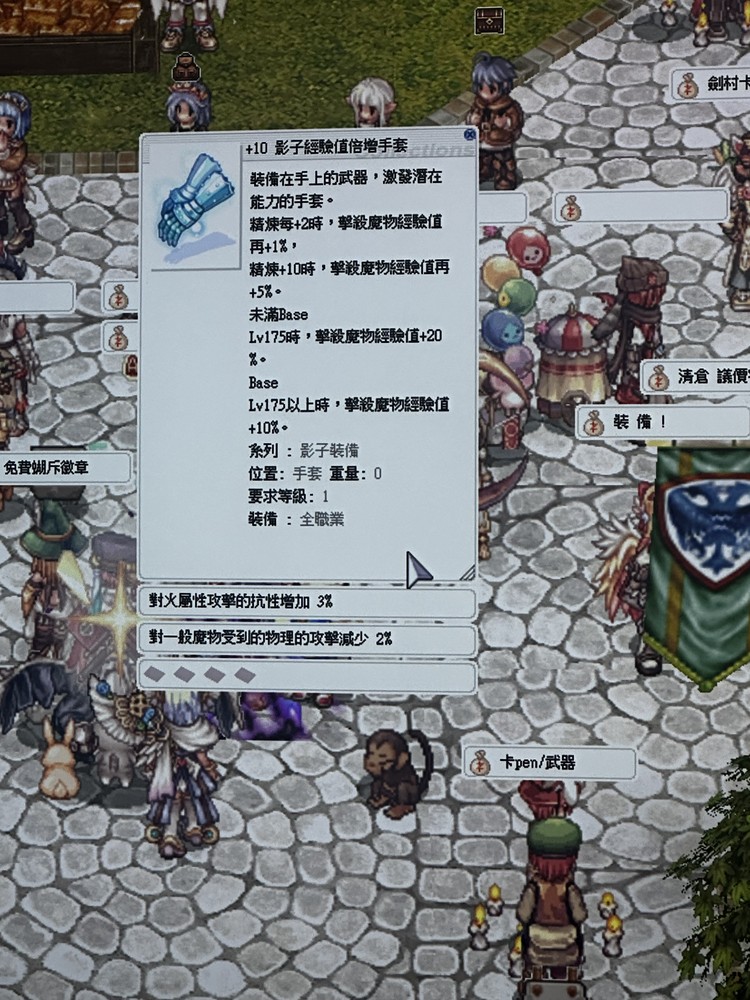 劍村卡
+10 影子經驗值倍增手套
裝備在手上的武器，激發潛在
能力的手套。
精煉每+2時，擊殺魔物經驗值
再+1%，
精煉+10時，擊殺魔物經驗值再
+5%。
未滿Base
Lv175時，擊殺魔物經驗值+20
%。
Base
Lv175以上時，擊殺魔物經驗值
+10%。
系列 : 影子裝備
位置: 手套 重量: 0
要求等級: 1
裝備 : 全職業
清倉 議價
裝 備 !
免費蝴斥徽章
對火屬性攻擊的抗性增加 3%
對一般魔物受到的物理的攻擊減少 2%
卡pen/武器